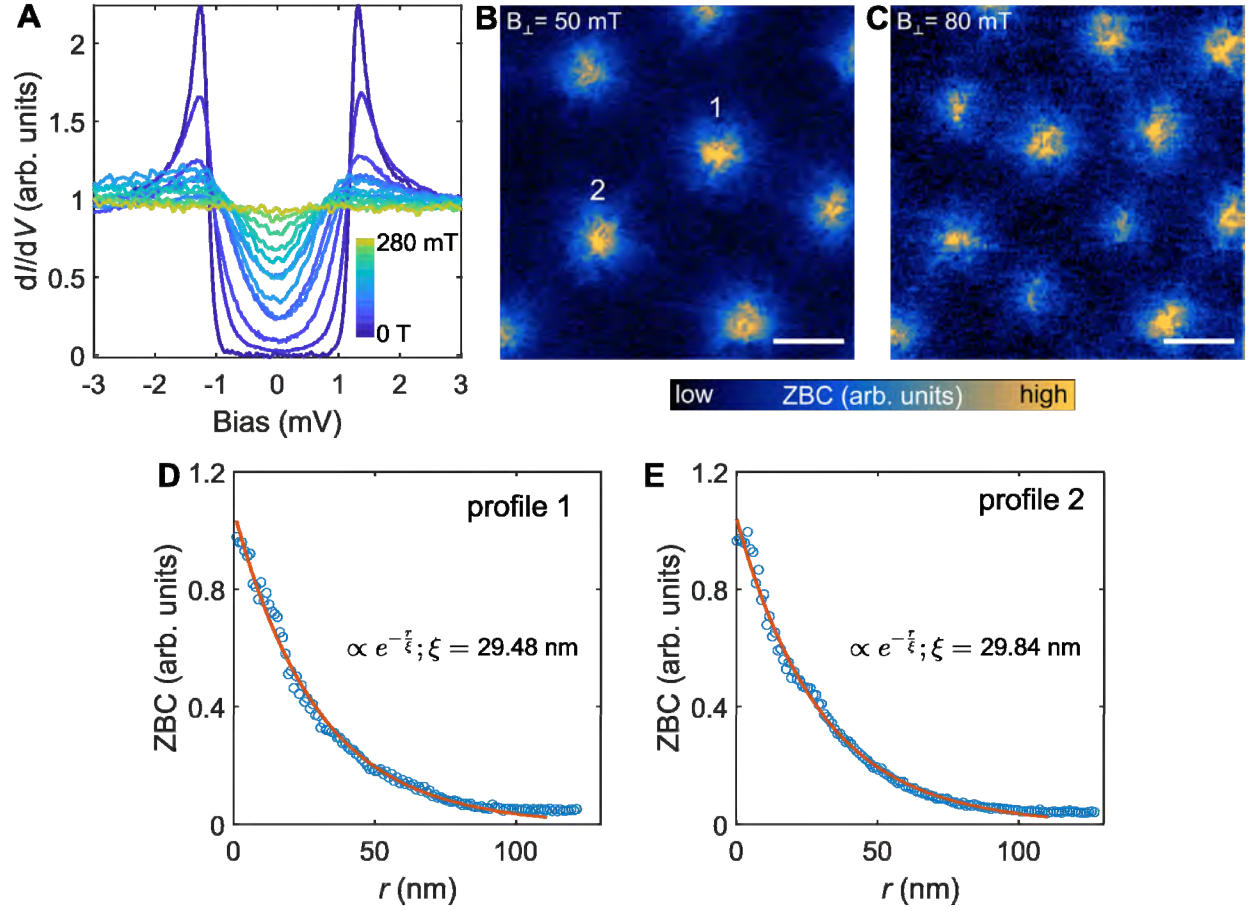 A
dI/dV (arb. units)
2
1.5
1
0.5
0
280 mT
0 T
-3 -2 -1 0 1 2 3
Bias (mV)
B
B⊥= 50 mT
1
2
C
B⊥= 80 mT
low ZBC (arb. units) high
D
profile 1
ZBC (arb. units)
1.2
0.8
0.4
0
∝ e^{-r/ξ}; ξ = 29.48 nm
0 50 100
r (nm)
E
profile 2
ZBC (arb. units)
1.2
0.8
0.4
0
∝ e^{-r/ξ}; ξ = 29.84 nm
0 50 100
r (nm)